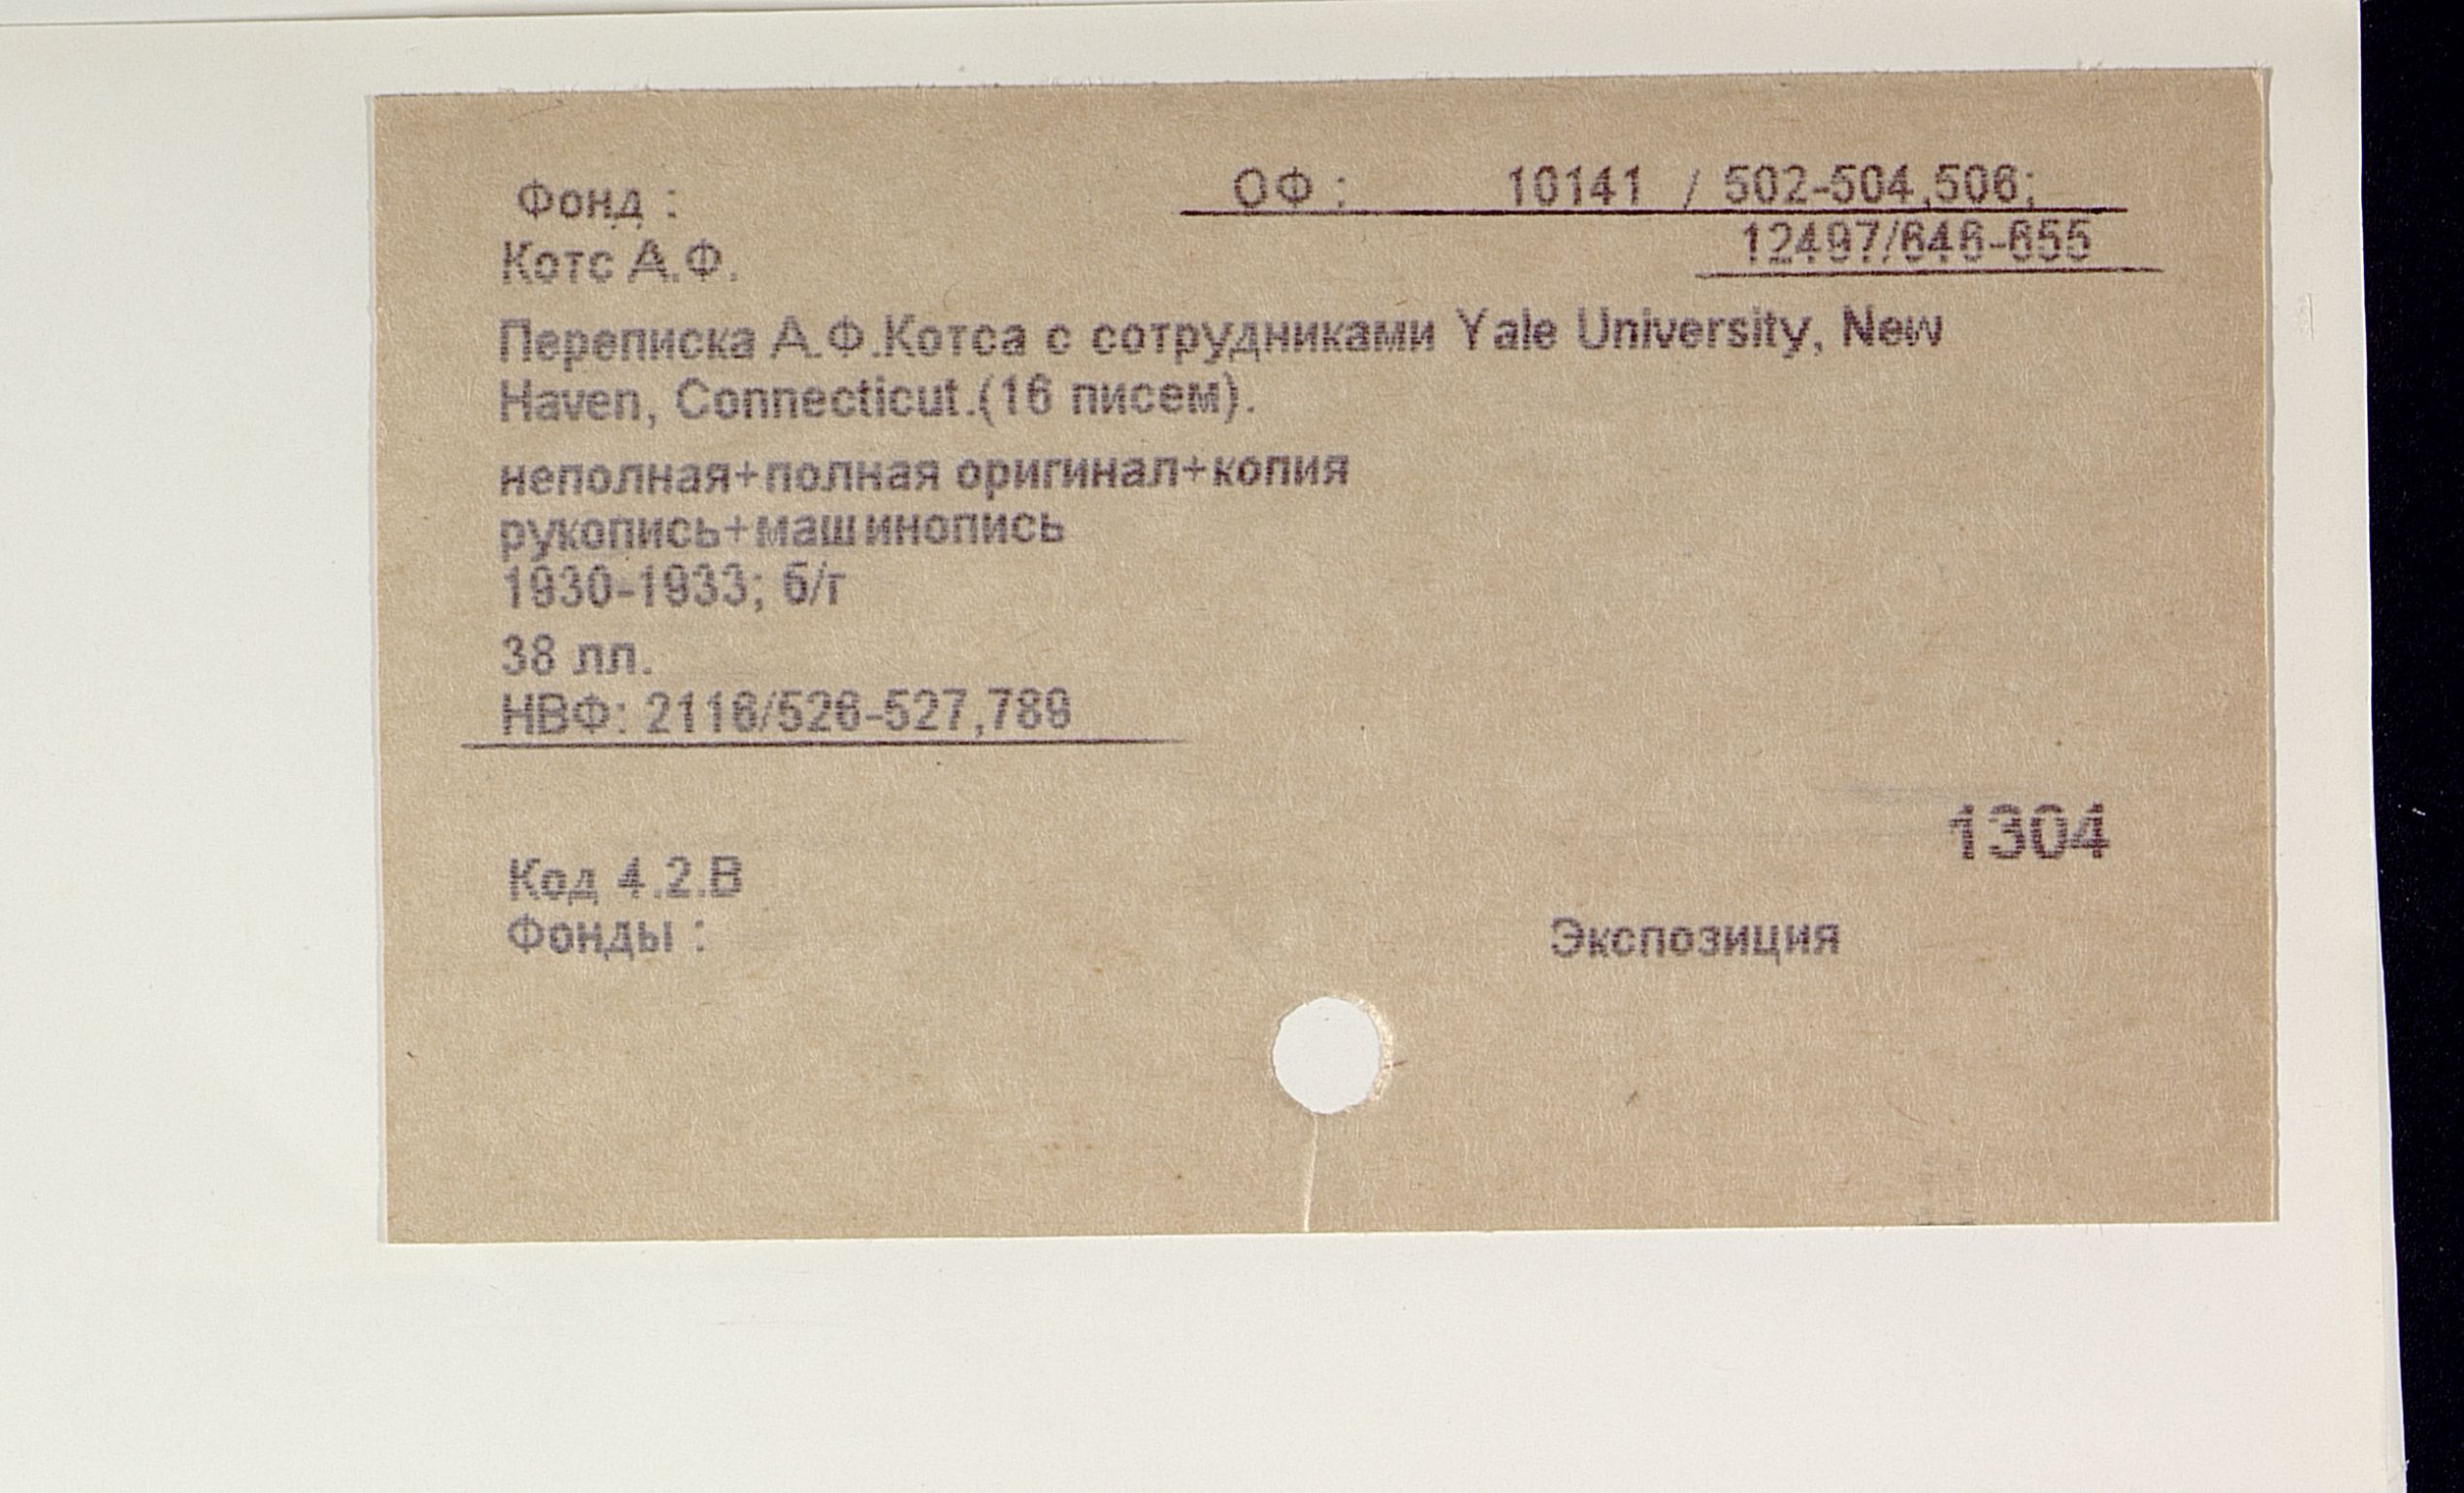 Фонд :
ОФ : 10141 / 502-504,506;
12497/646-655
Котс А.Ф.
Переписка А.Ф.Котса с сотрудниками Yale University, New
Haven, Connecticut.(16 писем).
неполная+полная оригинал+копия
рукопись+машинопись
1930-1933; б/г
38 лл.
НВФ: 2116/526-527,789
1304
Код 4.2.В
Фонды :
Экспозиция